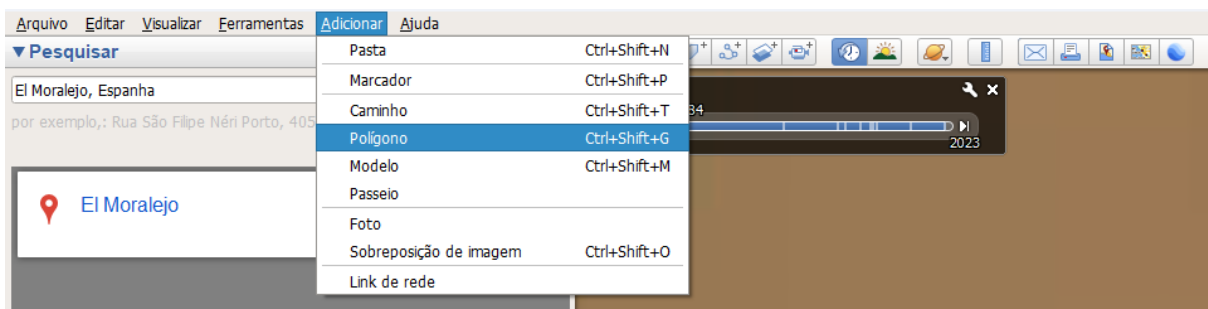 Arquivo Editar Visualizar Ferramentas Adicionar Ajuda
▼ Pesquisar
El Moralejo, Espanha
por exemplo,: Rua São Filipe Néri Porto, 405
El Moralejo
Pasta Ctrl+Shift+N
Marcador Ctrl+Shift+P
Caminho Ctrl+Shift+T
Polígono Ctrl+Shift+G
Modelo Ctrl+Shift+M
Passeio
Foto
Sobreposição de imagem Ctrl+Shift+O
Link de rede
2023